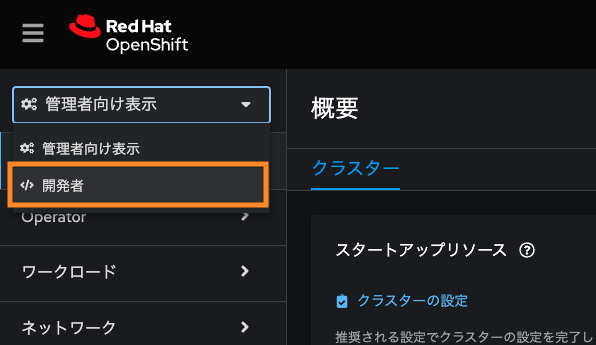 Red Hat
OpenShift
管理者向け表示
管理者向け表示
開発者
Operator
ワークロード
ネットワーク
概要
クラスター
スタートアップリソース
クラスターの設定
推奨される設定でクラスターの設定を完了し